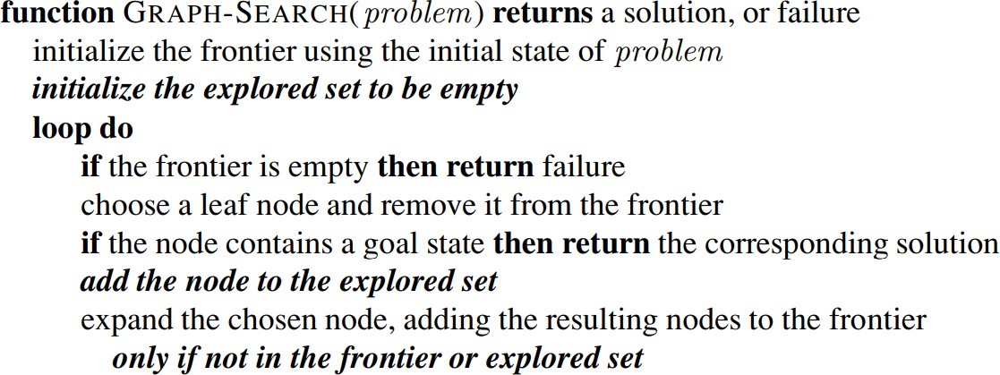 function GRAPH-SEARCH(problem) returns a solution, or failure
initialize the frontier using the initial state of problem
initialize the explored set to be empty
loop do
if the frontier is empty then return failure
choose a leaf node and remove it from the frontier
if the node contains a goal state then return the corresponding solution
add the node to the explored set
expand the chosen node, adding the resulting nodes to the frontier
only if not in the frontier or explored set